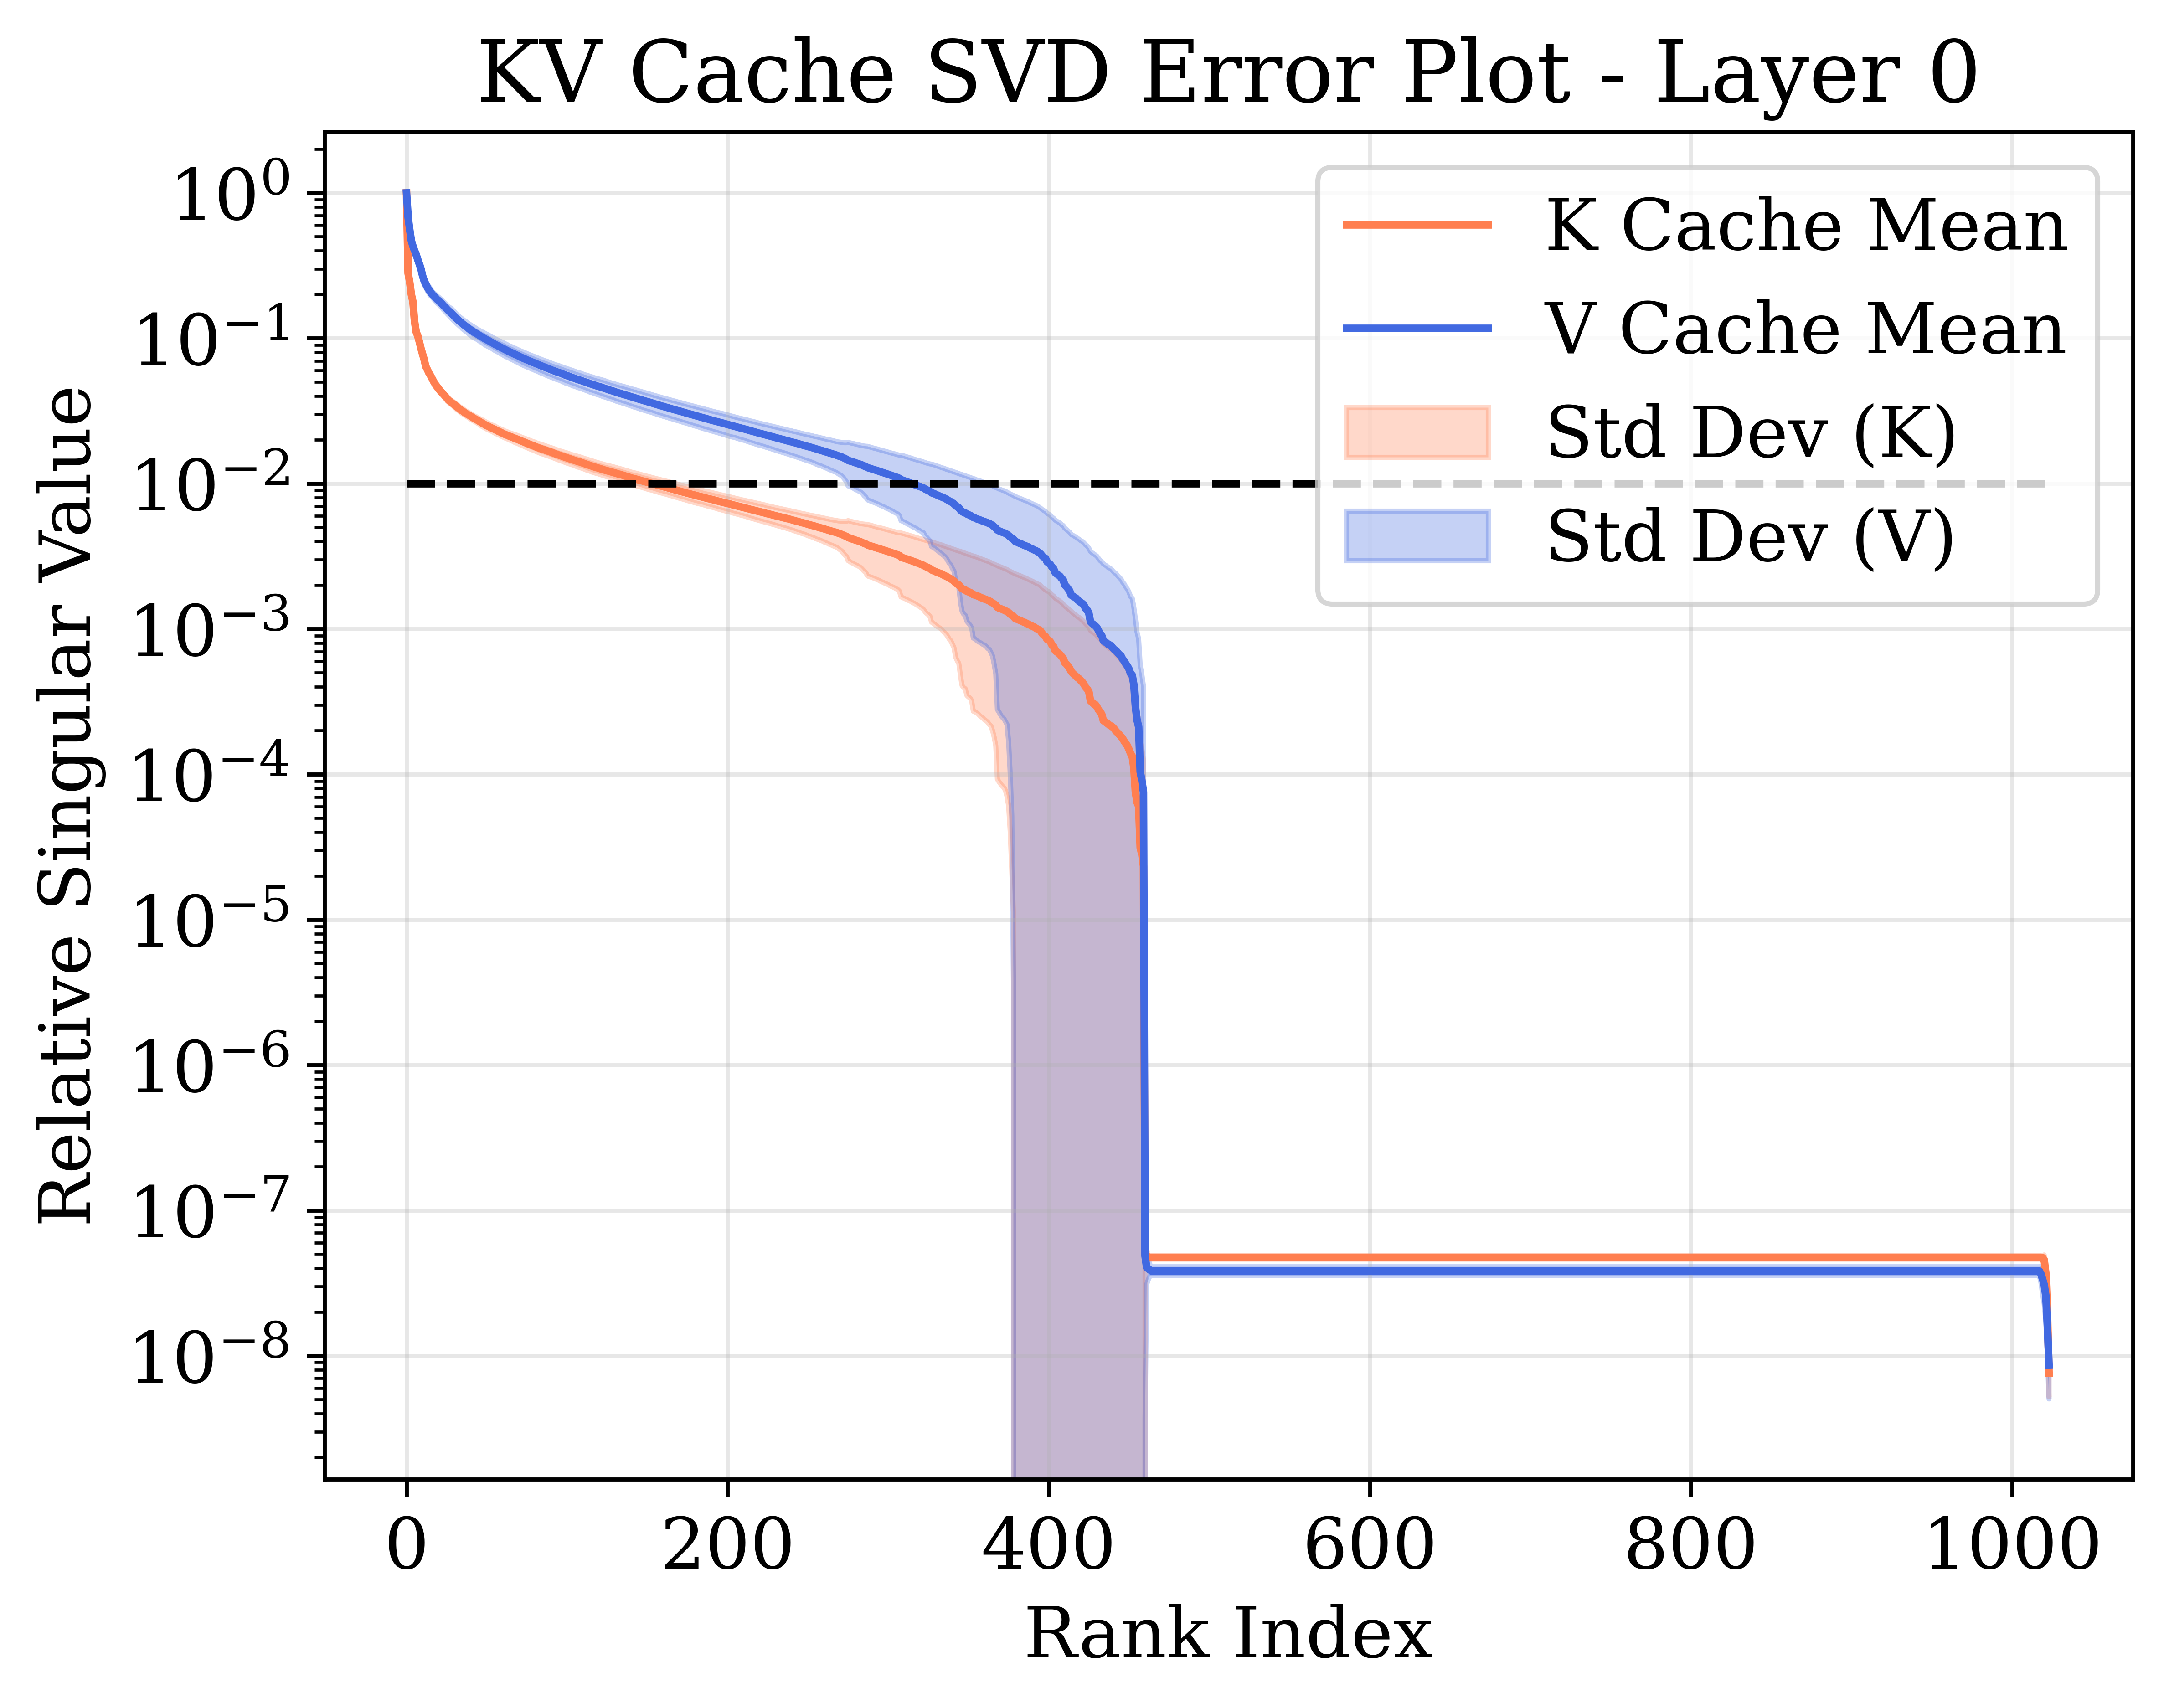 KV Cache SVD Error Plot - Layer 0
Relative Singular Value
10⁰
10⁻¹
10⁻²
10⁻³
10⁻⁴
10⁻⁵
10⁻⁶
10⁻⁷
10⁻⁸
K Cache Mean
V Cache Mean
Std Dev (K)
Std Dev (V)
0 200 400 600 800 1000
Rank Index